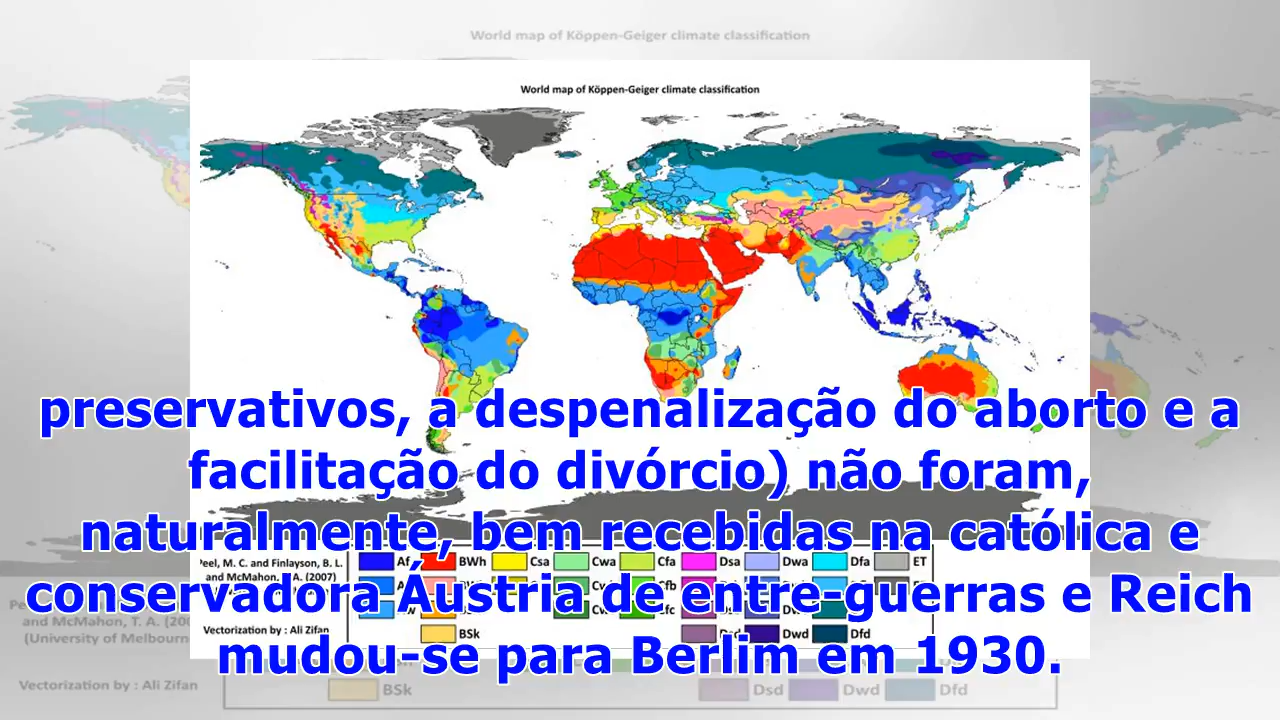 World map of Köppen-Geiger climate classification
World map of Köppen-Geiger climate classification
preservativos, a despenalização do aborto e a
facilitação do divórcio) não foram,
naturalmente, bem recebidas na católica e
conservadora Áustria de entre-guerras e Reich
mudou-se para Berlim em 1930.
Peel, M. C. and Finlayson, B. L.
and McMahon, T. A. (2007)
Af BWh Csa Cwa Cfa Dsa Dwa Dfa ET
BSk Dsd Dwd Dfd
Vectorization by : Ali Zifan
and McMahon, T. A. (200
(University of Melbourn
Vectorization by : Ali Zifan
BSk Dsd Dwd Dfd